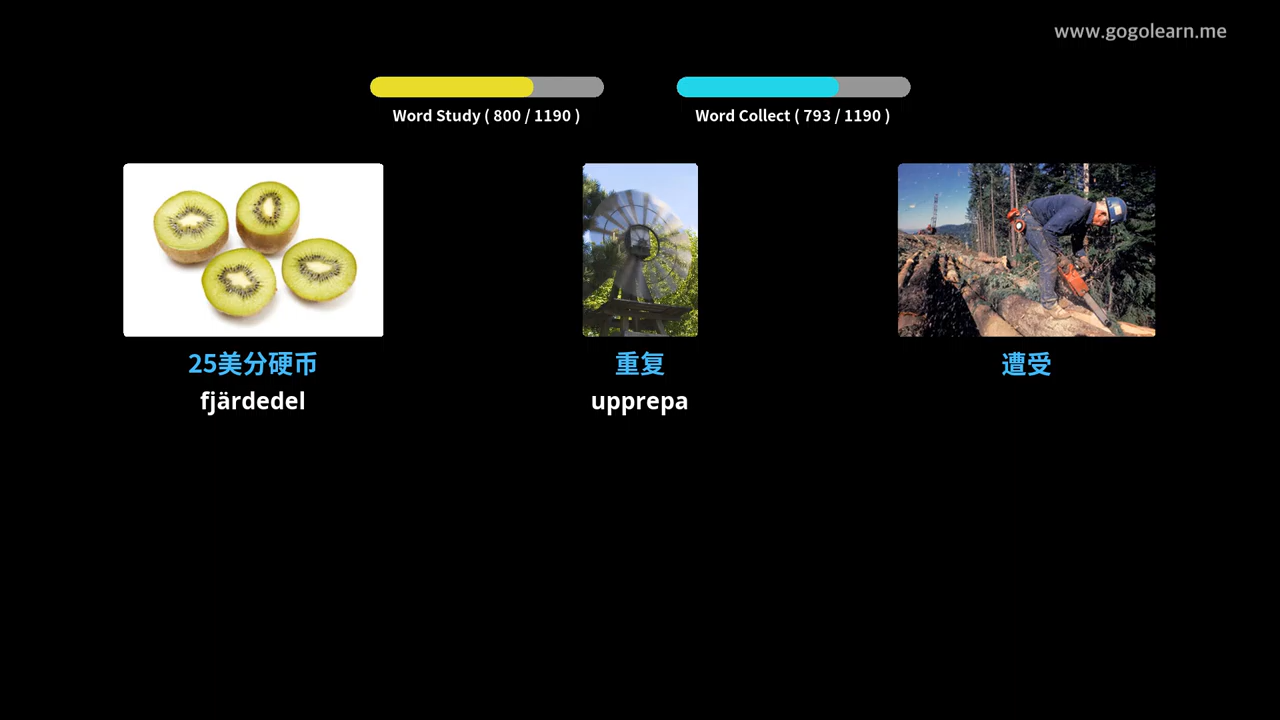 www.gogolearn.me
Word Study ( 800 / 1190 )
Word Collect ( 793 / 1190 )
25美分硬币
重复
遭受
fjärdedel
upprepa